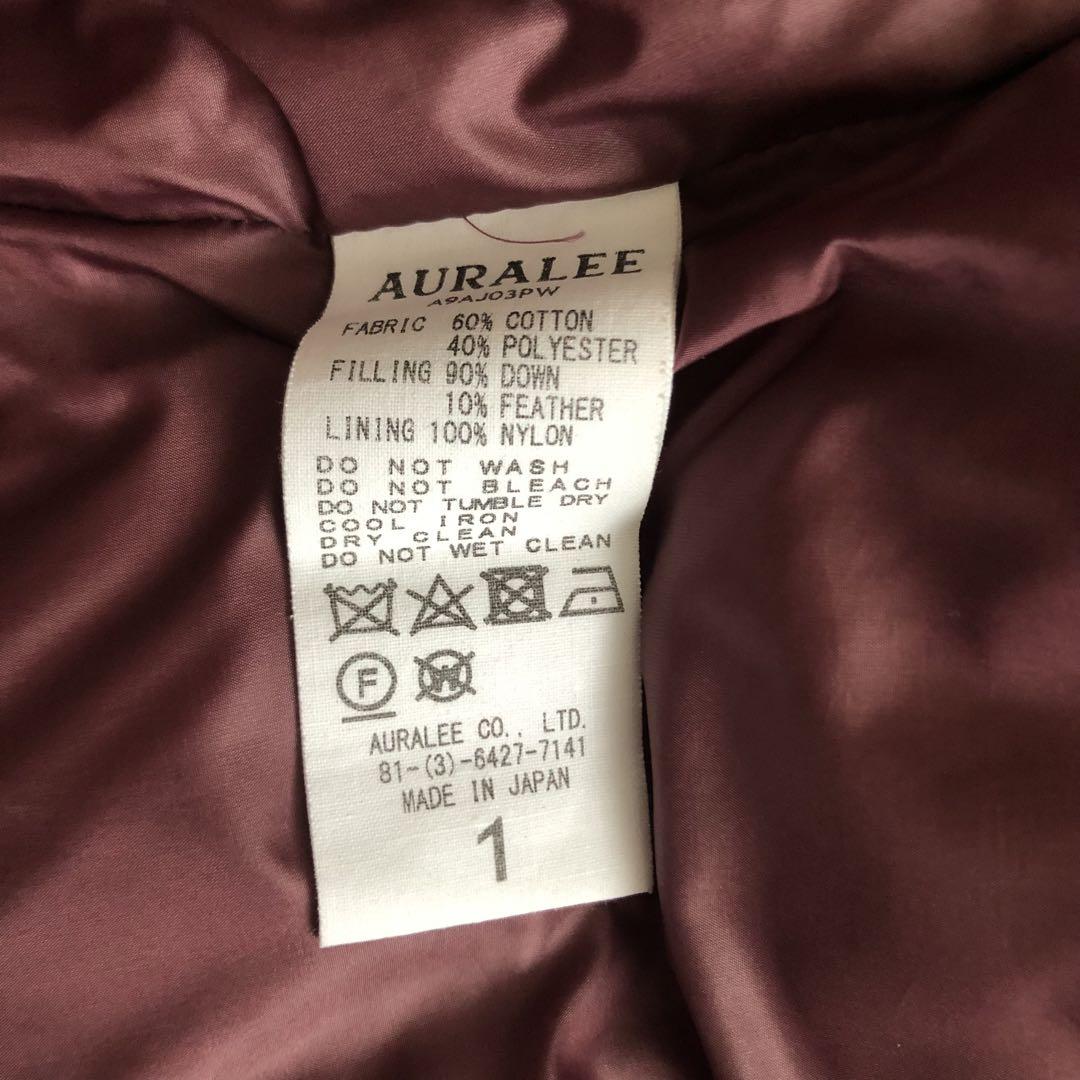 AURALEE
A9AJ03PW
FABRIC 60% COTTON
40% POLYESTER
FILLING 90% DOWN
10% FEATHER
LINING 100% NYLON
DO NOT WASH
DO NOT BLEACH
DO NOT TUMBLE DRY
COOL IRON
DRY CLEAN
DO NOT WET CLEAN
F W
AURALEE CO., LTD.
81-(3)-6427-7141
MADE IN JAPAN
1